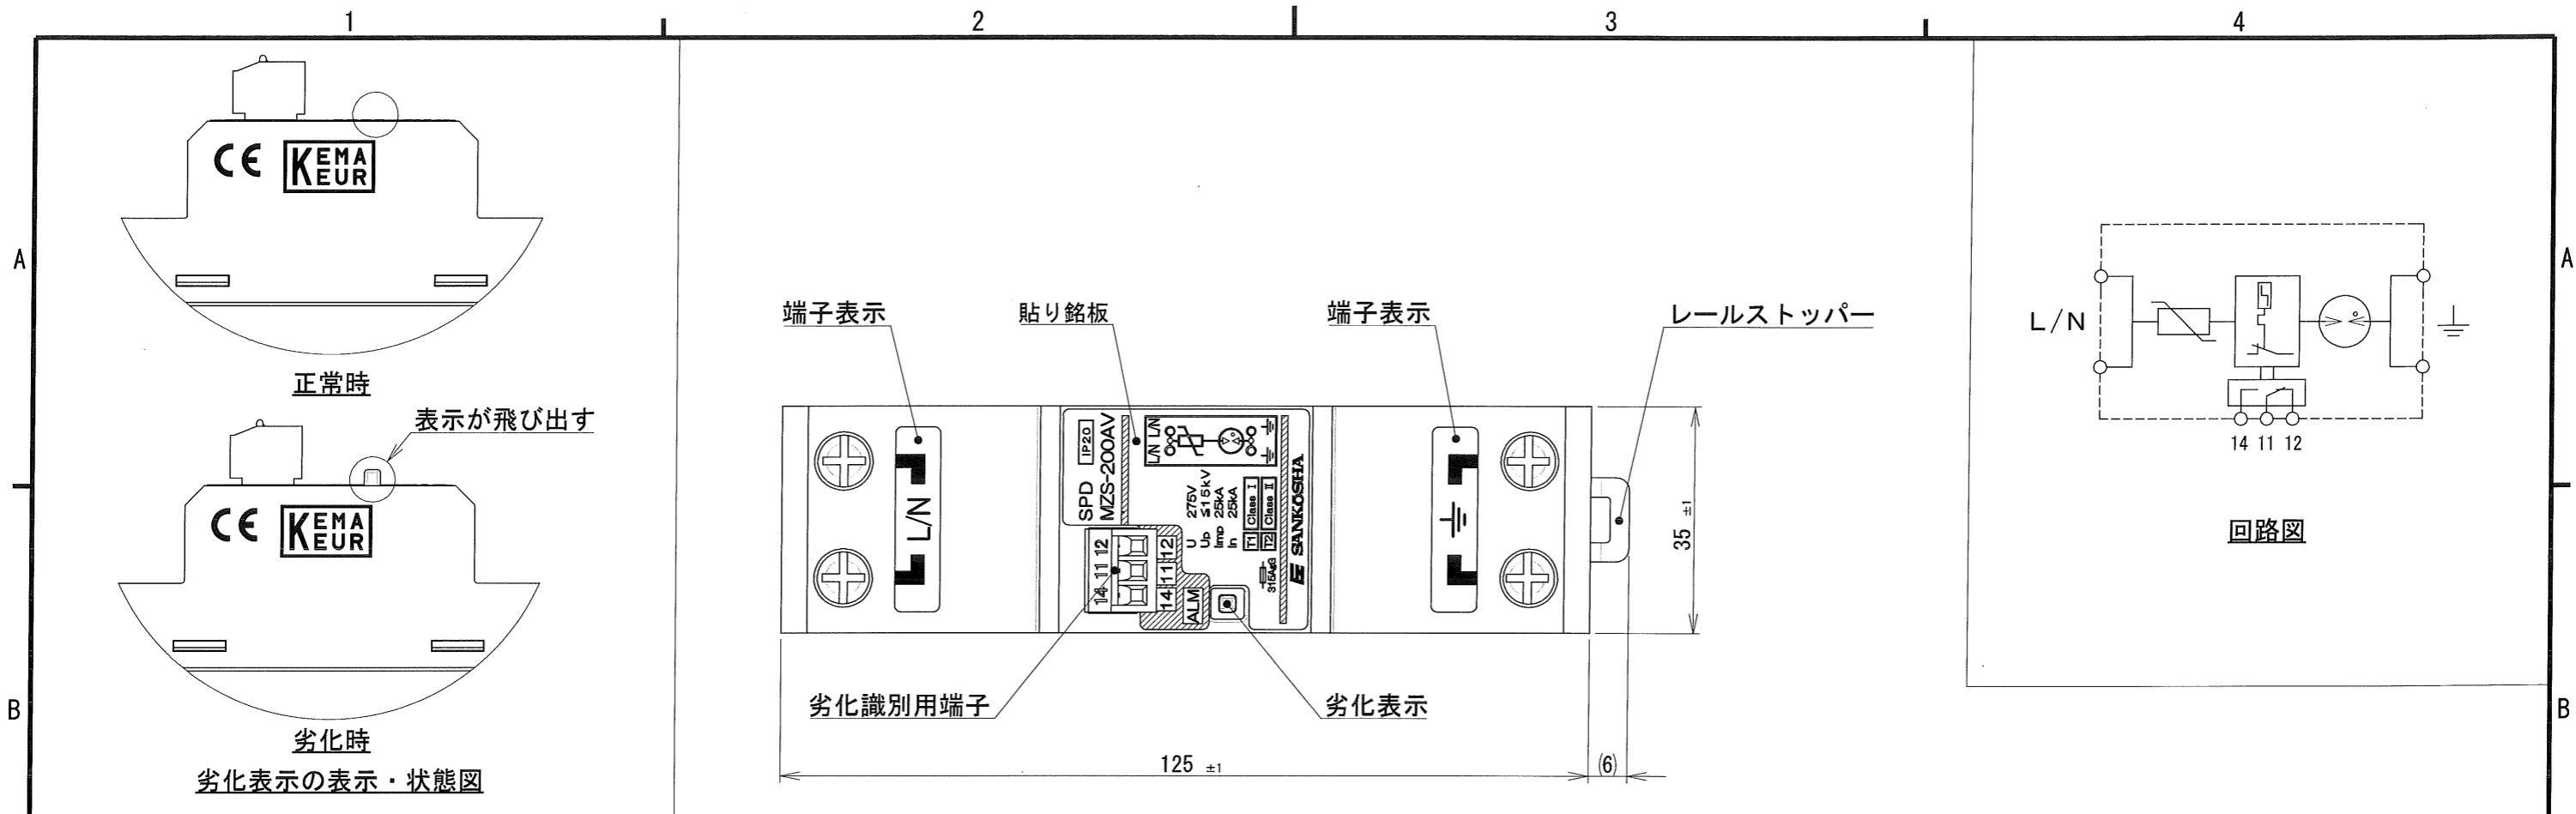 1
2
3
4
A
A
B
B
CE
KEMA
EUR
正常時
表示が飛び出す
CE
KEMA
EUR
劣化時
劣化表示の表示・状態図
端子表示
貼り銘板
端子表示
レールストッパー
L/N
SPD IP20
MZS-200AV
L/N L/N
U 275V
Up ≦1.5kV
Imp 25kA
In 25kA
T1 Class I
T2 Class II
315AgG
SANKOSHA
14 11 12
14 11 12
ALM
劣化識別用端子
劣化表示
125 ±1
(6)
35 ±1
L/N
14 11 12
回路図